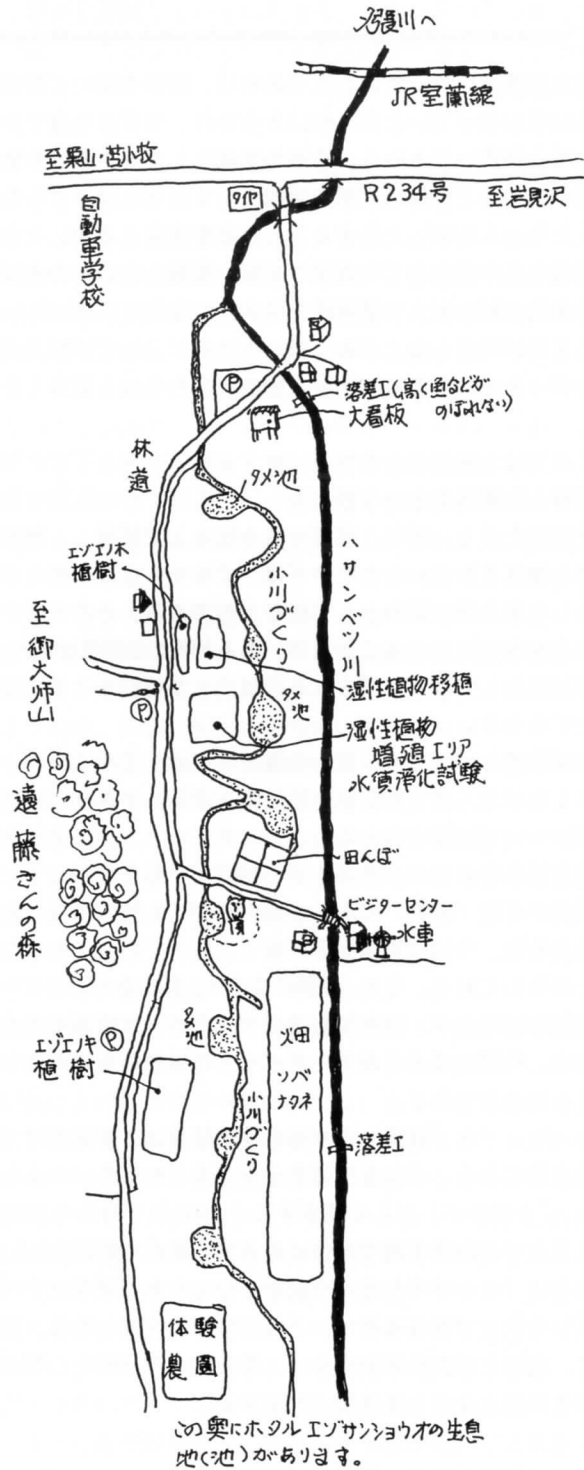 夕張川へ
JR室蘭線
至栗山・苫小牧
R234号
至岩見沢
タイヤ
自動車学校
P
落差工(高く魚などが
のぼれない)
大看板
林道
タメ池
エゾエノキ
植樹
ハサンベツ川
小川づくり
至御大師山
湿性植物移植
タメ池
P
湿性植物
増殖エリア
水質浄化試験
遠藤さんの森
田んぼ
ビジターセンター
水車
タメ池
エゾエノキ
P
植樹
畑
ソバ
ナタネ
小川づくり
落差工
体験
農園
この奥にホタル エゾサンショウオの生息
地(池)があります。